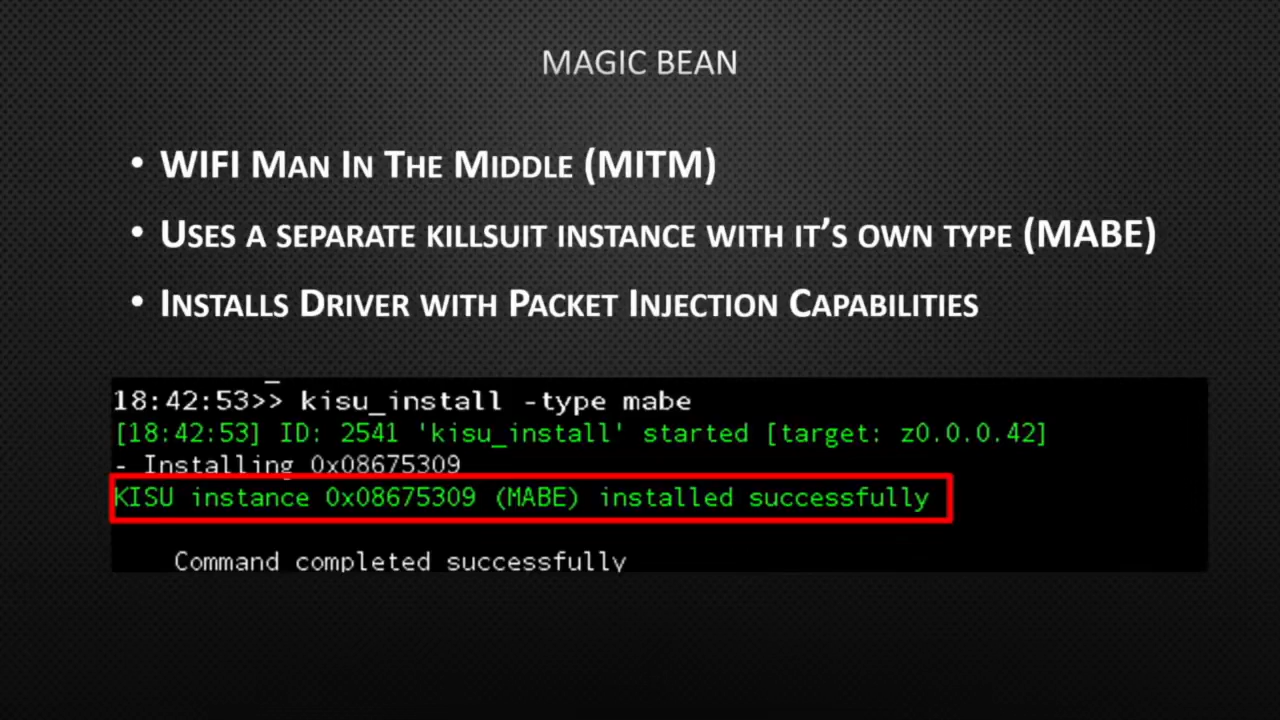 MAGIC BEAN
• WIFI MAN IN THE MIDDLE (MITM)
• USES A SEPARATE KILLSUIT INSTANCE WITH IT'S OWN TYPE (MABE)
• INSTALLS DRIVER WITH PACKET INJECTION CAPABILITIES
18:42:53>> kisu_install -type mabe
[18:42:53] ID: 2541 'kisu_install' started [target: z0.0.0.42]
- Installing 0x08675309
KISU instance 0x08675309 (MABE) installed successfully
Command completed successfully